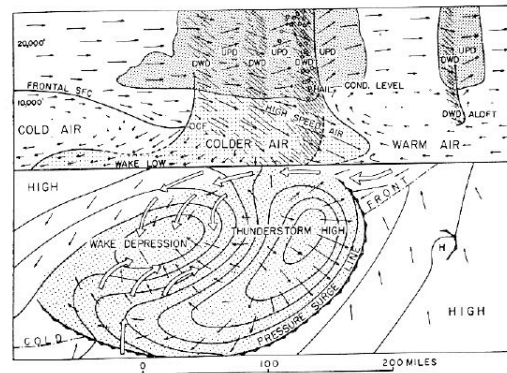 20,000'
UPD UPD UPD UPD
DWD DWD DWD DWD
FRONTAL SFC
HAIL COND. LEVEL
10,000'
DWD ALOFT
HIGH SPEED AIR
COLD AIR
COLDER AIR
WARM AIR
WAKE LOW
HIGH
FRONT
WAKE DEPRESSION
THUNDERSTORM HIGH
H
PRESSURE SURGE LINE
HIGH
COLD
0 100 200 MILES